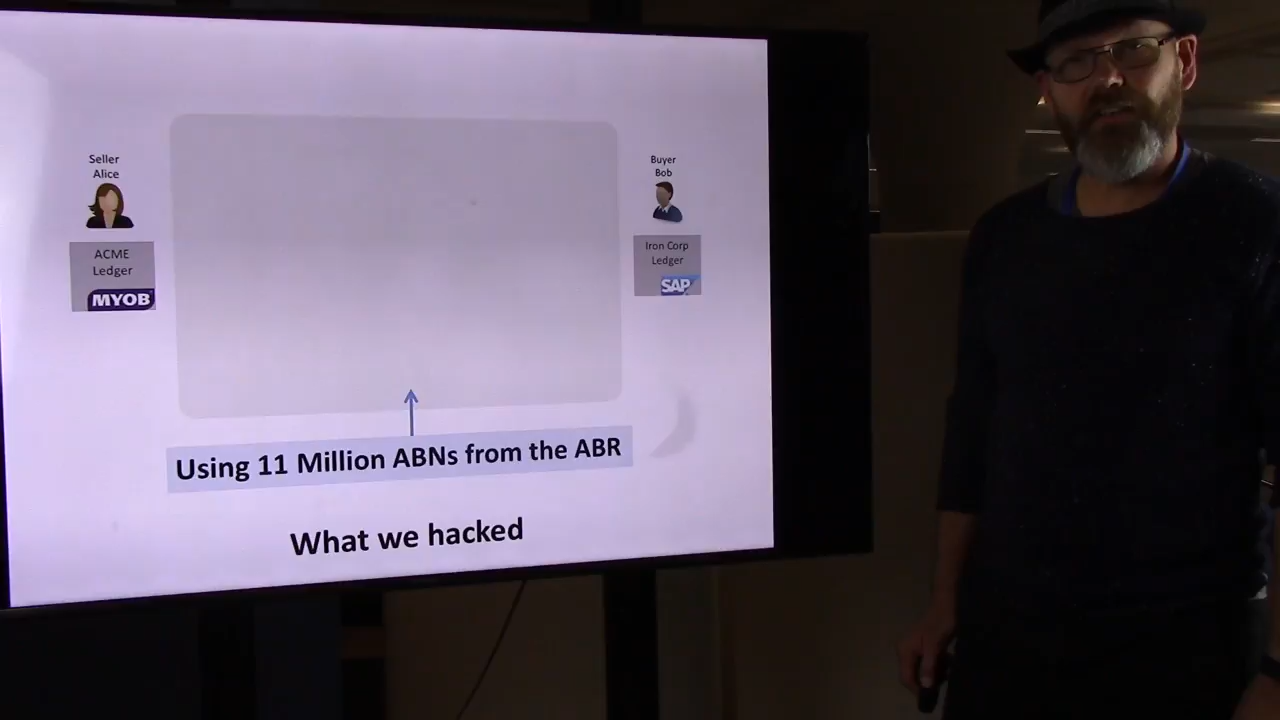 Seller
Alice
ACME
Ledger
MYOB
Buyer
Bob
Iron Corp
Ledger
SAP
Using 11 Million ABNs from the ABR
What we hacked